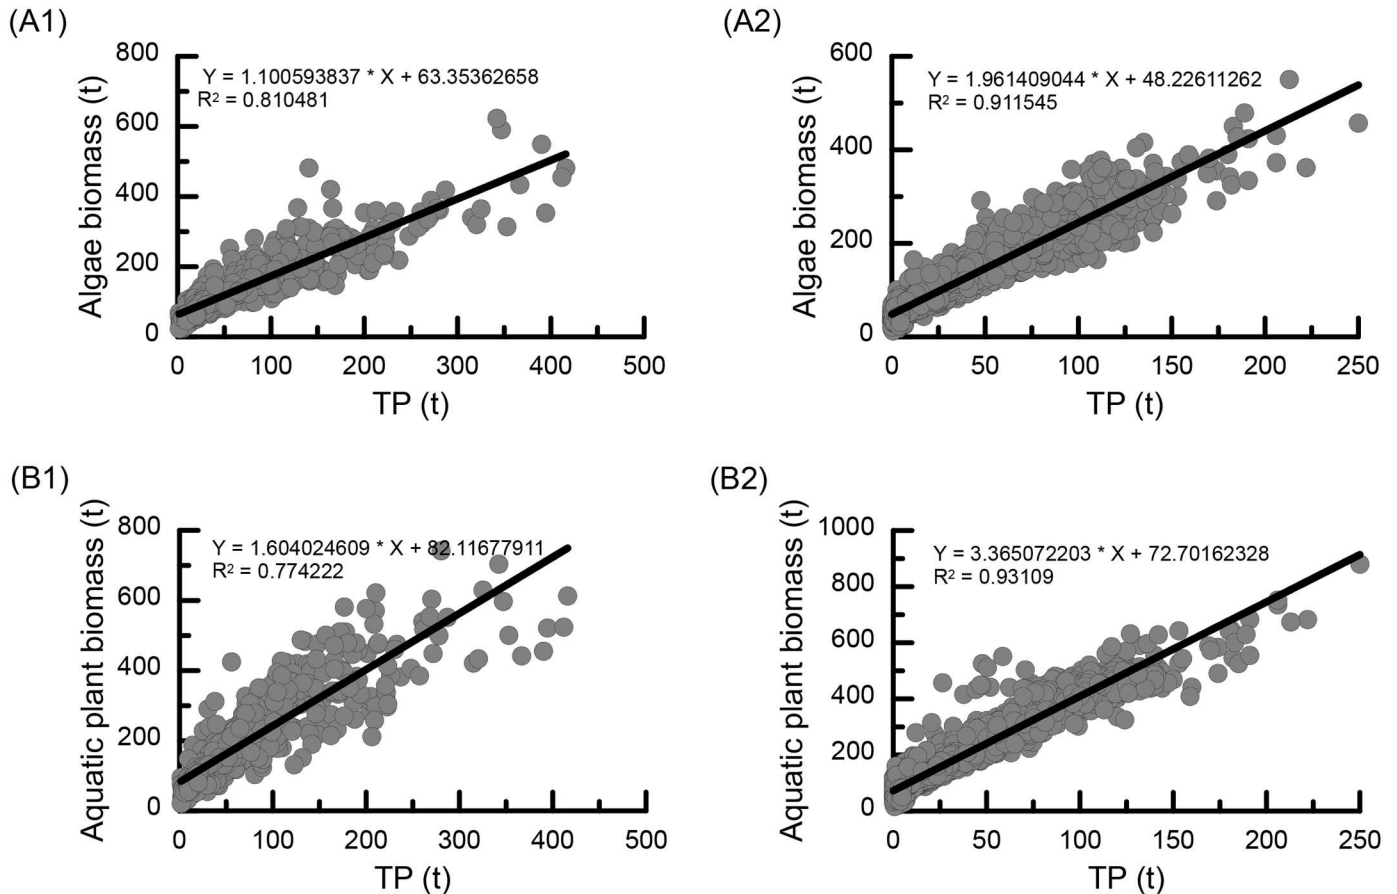 (A1)
Algae biomass (t)
800
600
400
200
0
Y = 1.100593837 * X + 63.35362658
R² = 0.810481
0 100 200 300 400 500
TP (t)
(A2)
Algae biomass (t)
600
400
200
0
Y = 1.961409044 * X + 48.22611262
R² = 0.911545
0 50 100 150 200 250
TP (t)
(B1)
Aquatic plant biomass (t)
800
600
400
200
0
Y = 1.604024609 * X + 82.11677911
R² = 0.774222
0 100 200 300 400 500
TP (t)
(B2)
Aquatic plant biomass (t)
1000
800
600
400
200
0
Y = 3.365072203 * X + 72.70162328
R² = 0.93109
0 50 100 150 200 250
TP (t)